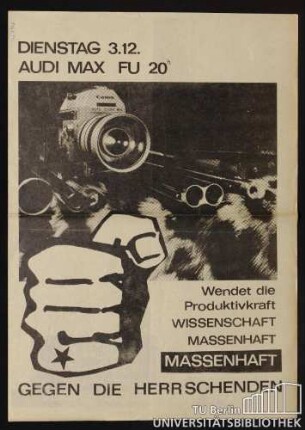 DIENSTAG 3.12.
AUDI MAX FU 20ʰ
Canon
Wendet die
Produktivkraft
WISSENSCHAFT
MASSENHAFT
MASSENHAFT
GEGEN DIE HERRSCHENDEN
TU Berlin
UNIVERSITÄTSBIBLIOTHEK